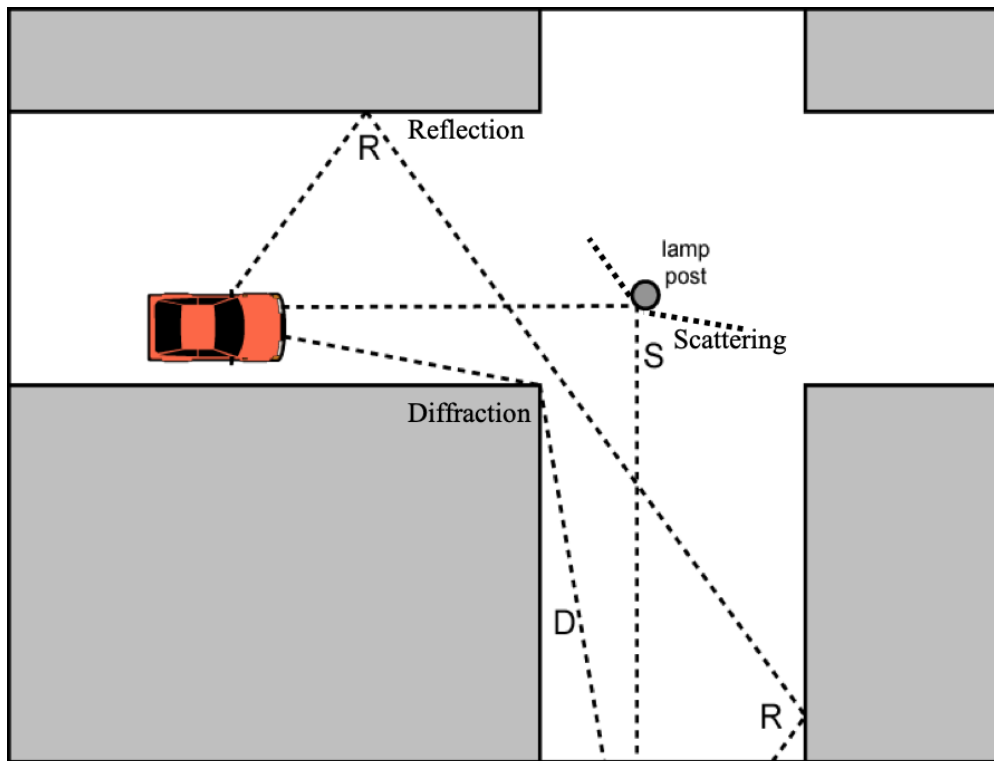 Reflection
R
lamp
post
Scattering
S
Diffraction
D
R